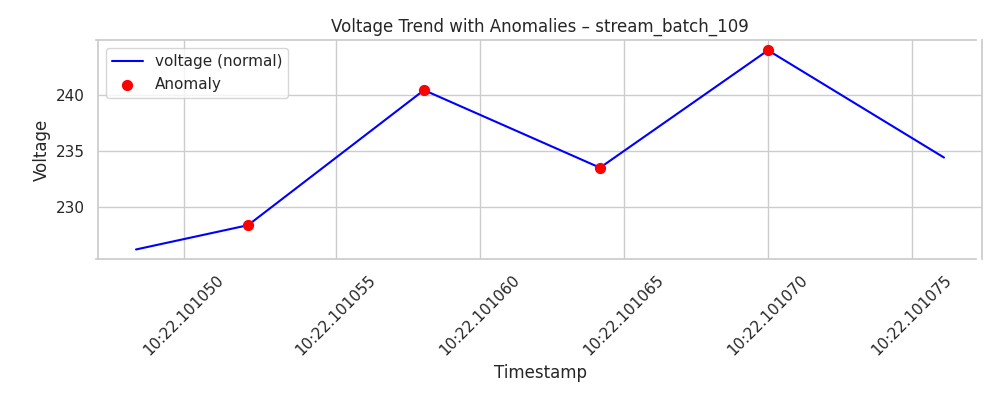 Voltage Trend with Anomalies – stream_batch_109
voltage (normal)
Anomaly
Voltage
240
235
230
10:22.101050
10:22.101055
10:22.101060
10:22.101065
10:22.101070
10:22.101075
Timestamp